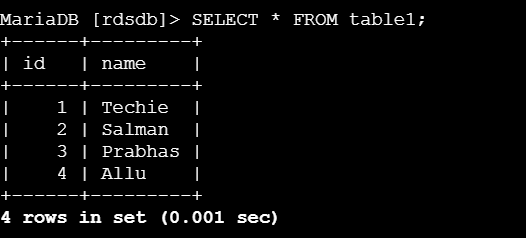 MariaDB [rdsdb]> SELECT * FROM table1;
+------+---------+
| id   | name    |
+------+---------+
|    1 | Techie  |
|    2 | Salman  |
|    3 | Prabhas |
|    4 | Allu    |
+------+---------+
4 rows in set (0.001 sec)